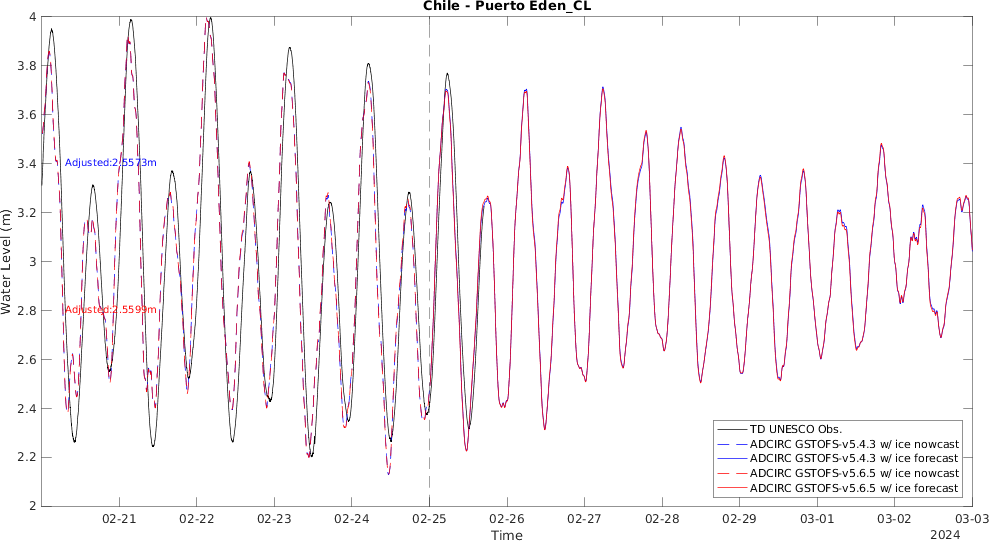 Chile - Puerto Eden_CL
4
3.8
3.6
3.4
3.2
3
2.8
2.6
2.4
2.2
2
Water Level (m)
Adjusted:2.5573m
Adjusted:2.5599m
TD UNESCO Obs.
ADCIRC GSTOFS-v5.4.3 w/ ice nowcast
ADCIRC GSTOFS-v5.4.3 w/ ice forecast
ADCIRC GSTOFS-v5.6.5 w/ ice nowcast
ADCIRC GSTOFS-v5.6.5 w/ ice forecast
02-21 02-22 02-23 02-24 02-25 02-26 02-27 02-28 02-29 03-01 03-02 03-03
Time
2024